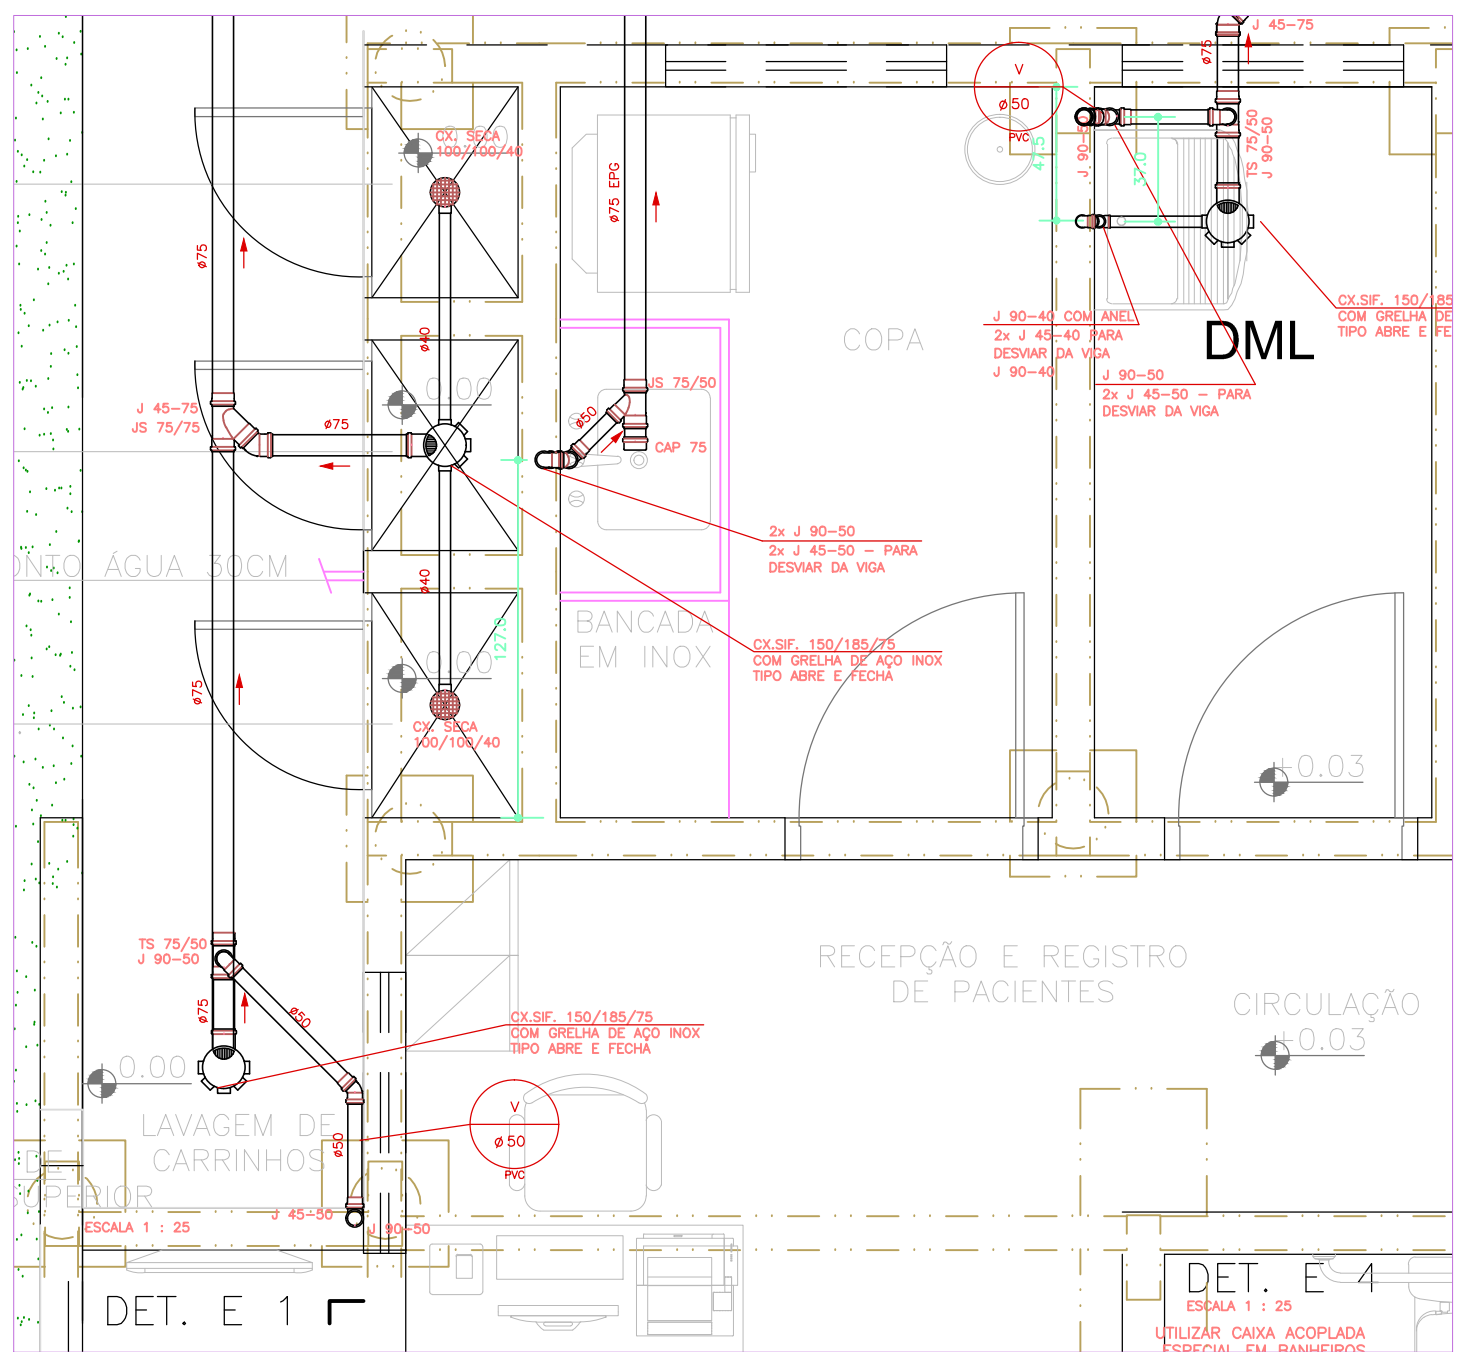 J 45-75
V
ø50
PVC
ø75
CX. SECA
100/100/40
0.00
J 90-50
TS 75/50
J 90-50
47.5
37.0
ø75 EPG
ø75
CX.SIF. 150/185
COM GRELHA DE
TIPO ABRE E FE
J 90-40 COM ANEL
2x J 45-40 PARA
DESVIAR DA VIGA
J 90-40
DML
COPA
ø40
J 90-50
2x J 45-50 - PARA
DESVIAR DA VIGA
JS 75/50
0.00
J 45-75
JS 75/75
ø75
ø50
CAP 75
2x J 90-50
2x J 45-50 - PARA
DESVIAR DA VIGA
ONTO ÁGUA 30CM
ø40
127.0
BANCADA
EM INOX
CX.SIF. 150/185/75
COM GRELHA DE AÇO INOX
TIPO ABRE E FECHA
0.00
ø75
CX. SECA
100/100/40
+0.03
TS 75/50
J 90-50
RECEPÇÃO E REGISTRO
DE PACIENTES
CIRCULAÇÃO
+0.03
ø75
ø50
CX.SIF. 150/185/75
COM GRELHA DE AÇO INOX
TIPO ABRE E FECHA
0.00
V
ø50
PVC
LAVAGEM DE
CARRINHOS
ø50
DE
SUPERIOR
J 45-50
J 90-50
ESCALA 1 : 25
DET. E 1
DET. E 4
ESCALA 1 : 25
UTILIZAR CAIXA ACOPLADA
ESPECIAL EM BANHEIROS